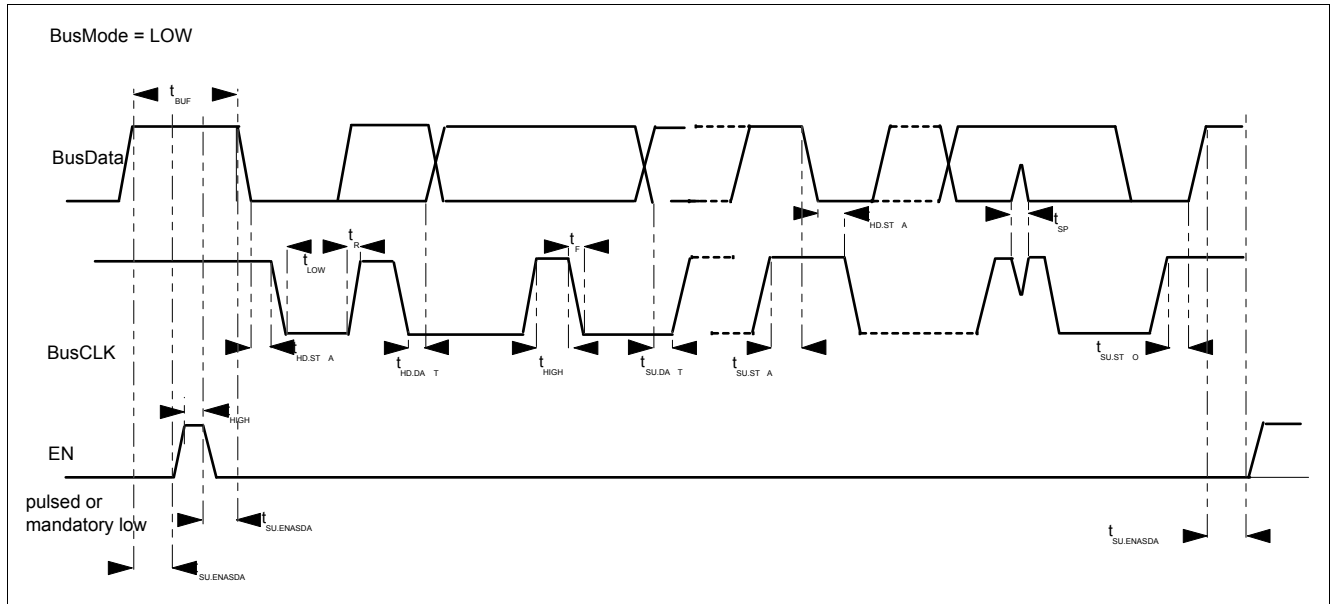 BusMode = LOW
t BUF
BusData
HD.ST A
t SP
t R
t F
t LOW
BusCLK
t HD.ST A
t HD.DA T
t HIGH
t SU.DA T
t SU.ST A
t SU.ST O
HIGH
EN
pulsed or
mandatory low
t SU.ENASDA
t SU.ENASDA
SU.ENASDA